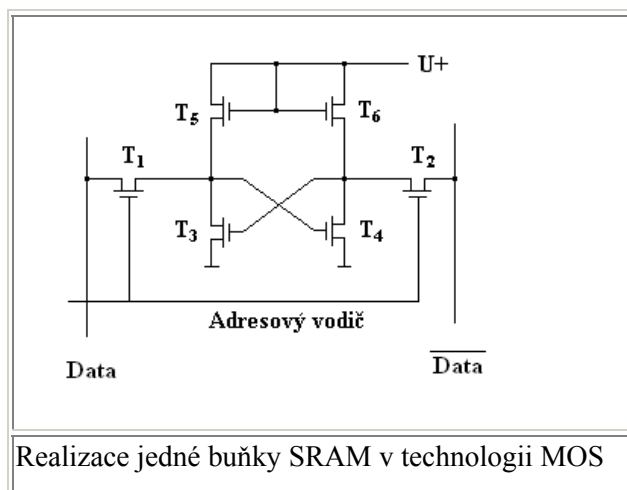 U+
T5
T6
T1
T2
T3
T4
Adresový vodič
Data
Data
Realizace jedné buňky SRAM v technologii MOS